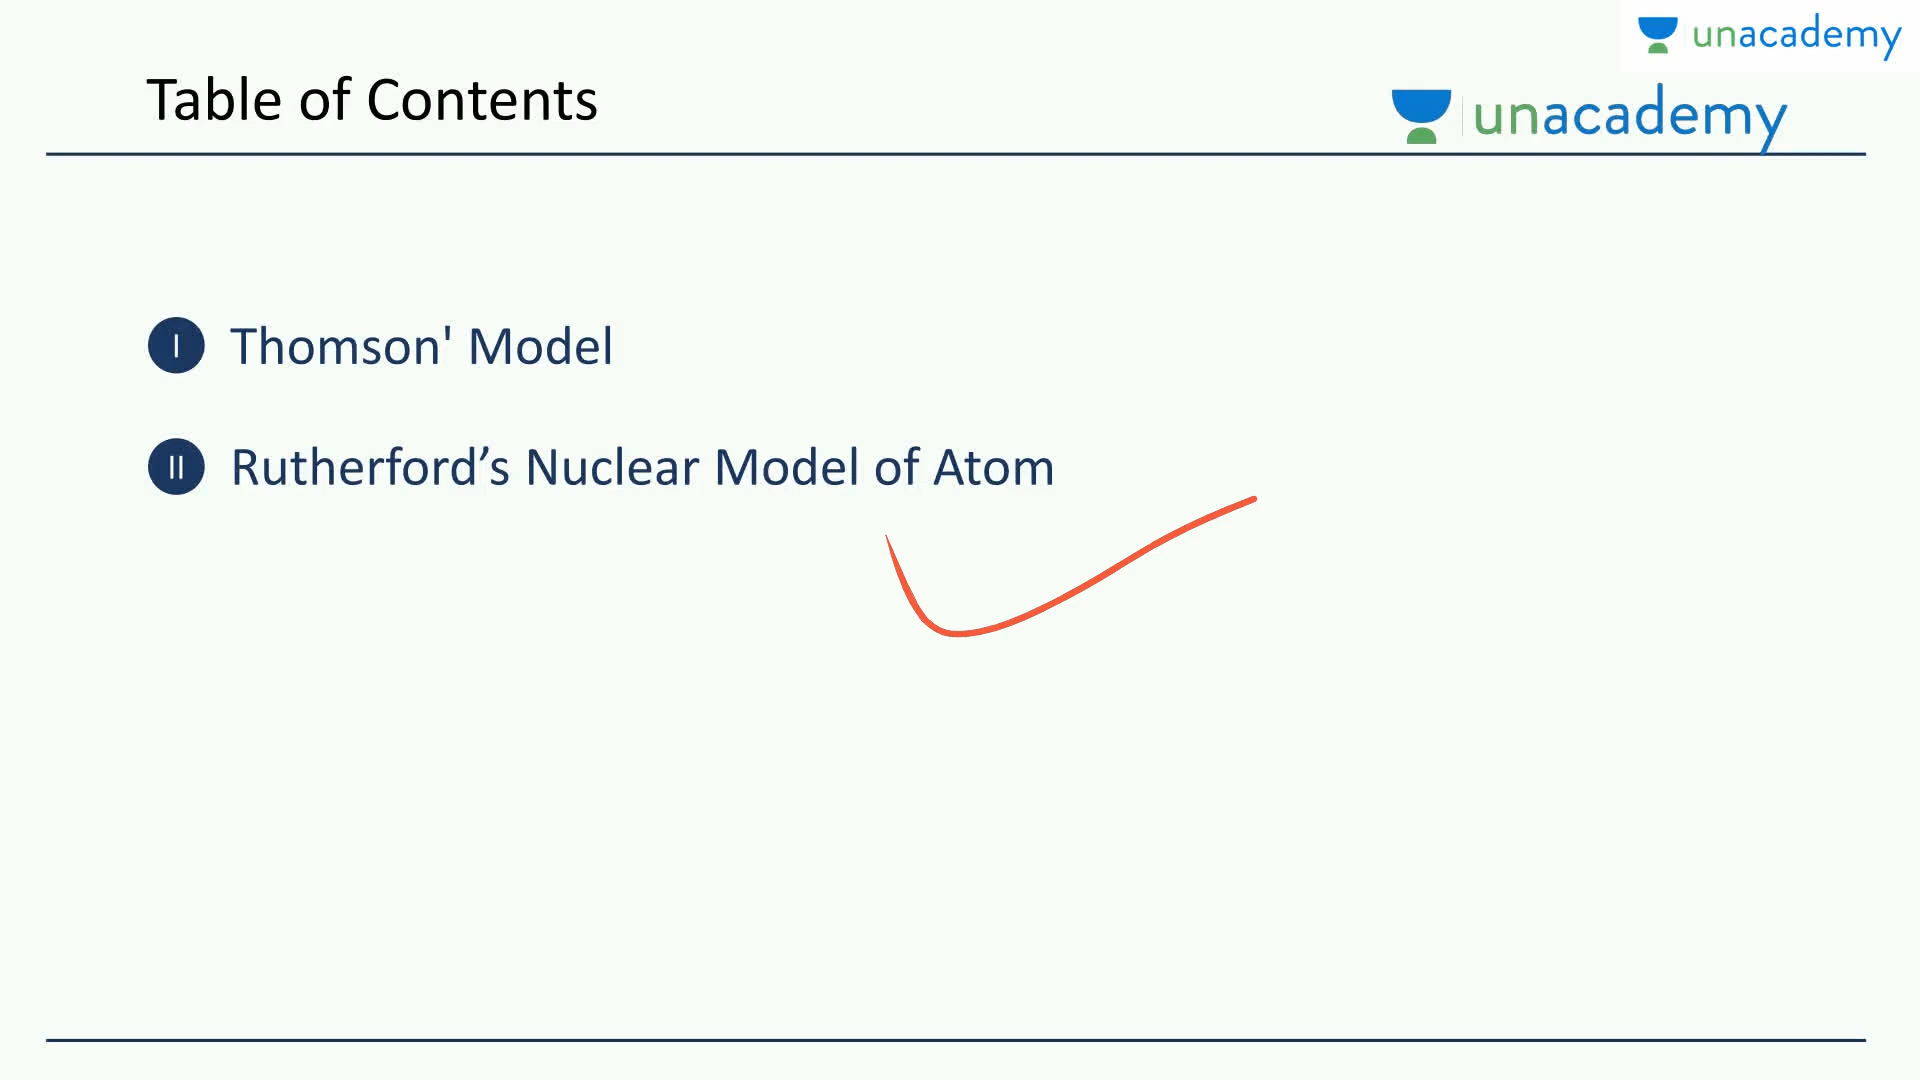 unacademy
Table of Contents
unacademy
I Thomson' Model
II Rutherford’s Nuclear Model of Atom